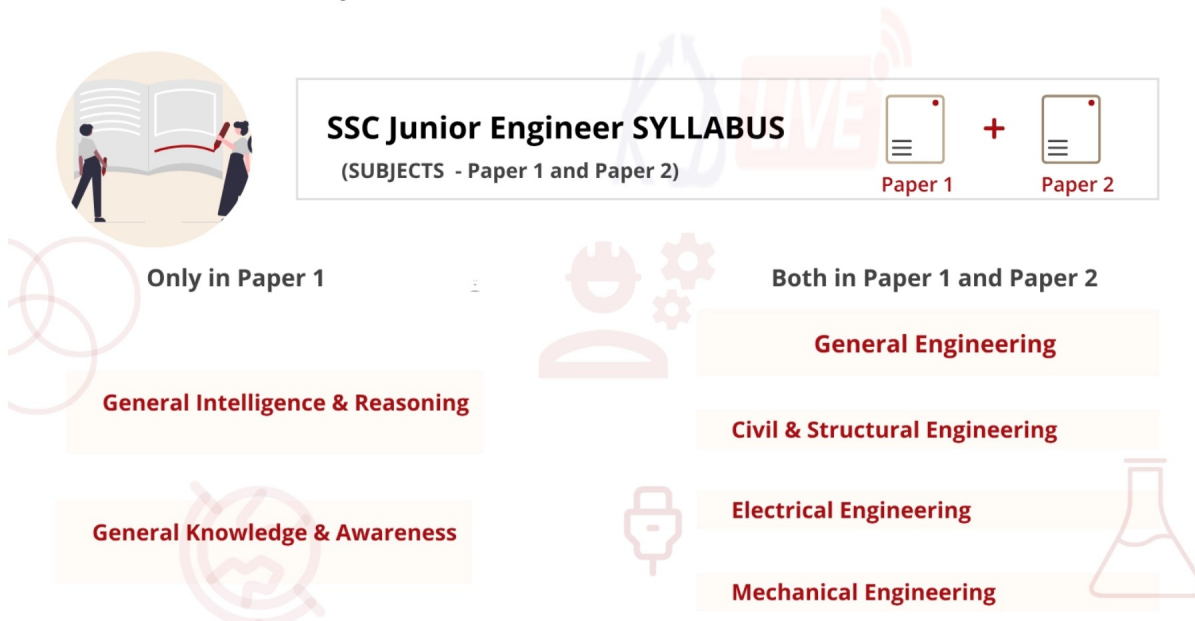 SSC Junior Engineer SYLLABUS
(SUBJECTS - Paper 1 and Paper 2)
+
Paper 1
Paper 2
LIVE
Only in Paper 1
General Intelligence & Reasoning
General Knowledge & Awareness
Both in Paper 1 and Paper 2
General Engineering
Civil & Structural Engineering
Electrical Engineering
Mechanical Engineering